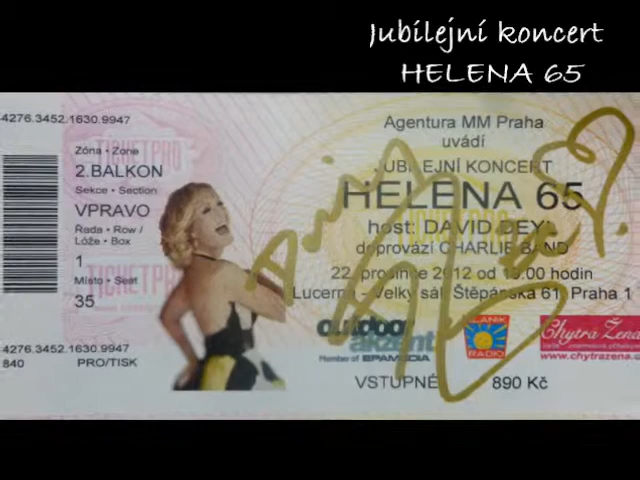 Jubilejní koncert
HELENA 65
4276.3452.1630.9947
Zóna • Zone
2.BALKON
Sekce • Section
VPRAVO
Řada • Row /
Lóže • Box
1
Místo • Seat
35
4276.3452.1630.9947
840
PRO/TISK
TICKETPRO
TICKETPRO
Agentura MM Praha
uvádí
JUBILEJNÍ KONCERT
HELENA 65
host: DAVID DEYL
doprovází CHARLIE BAND
22. prosince 2012 od 19.00 hodin
Lucerna - Velký sál, Štěpánská 61, Praha 1
outdoor
akzent
Member of EPAMEDIA
BLANÍK
RADIO
Chytrá Žena
www.chytrazena.
VSTUPNÉ
890 Kč